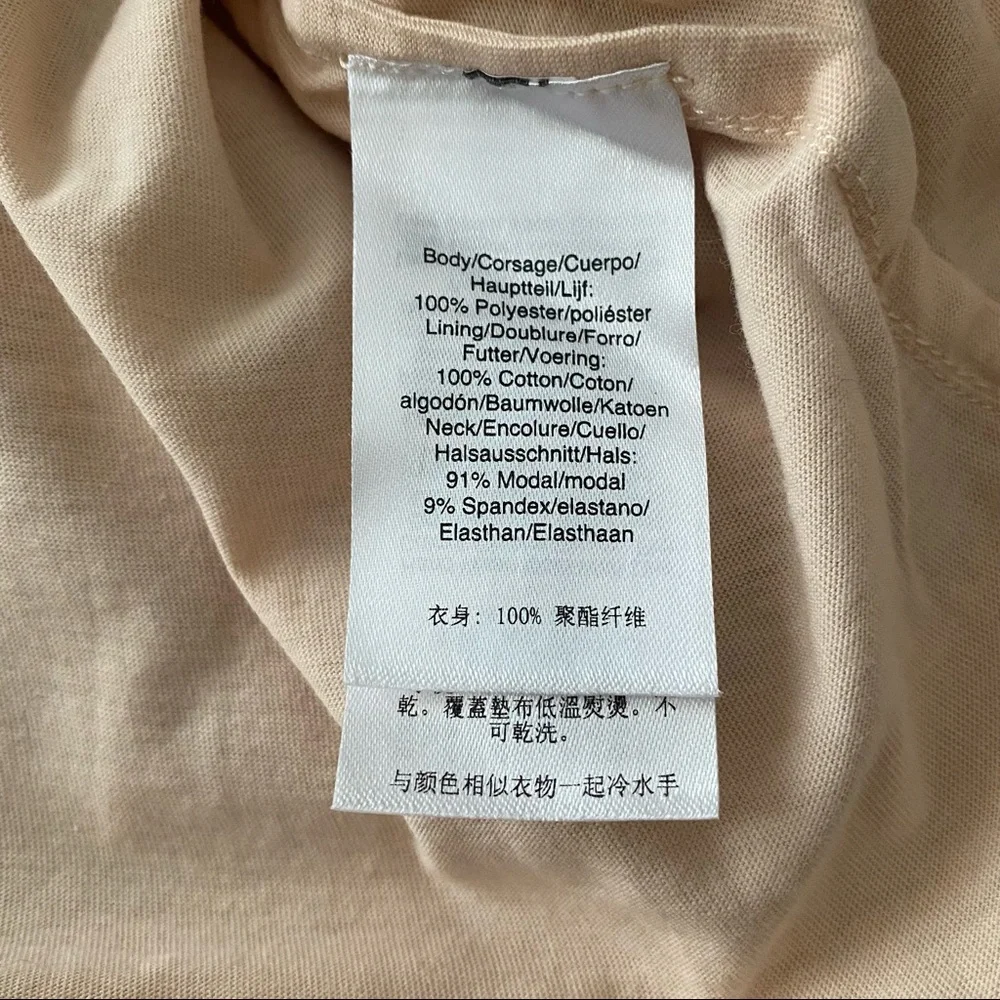 Body/Corsage/Cuerpo/
Hauptteil/Lijf:
100% Polyester/poliéster
Lining/Doublure/Forro/
Futter/Voering:
100% Cotton/Coton/
algodón/Baumwolle/Katoen
Neck/Encolure/Cuello/
Halsausschnitt/Hals:
91% Modal/modal
9% Spandex/elastano/
Elasthan/Elasthaan
衣身: 100% 聚酯纤维
乾。覆蓋墊布低溫熨燙。不
可乾洗。
与颜色相似衣物一起冷水手